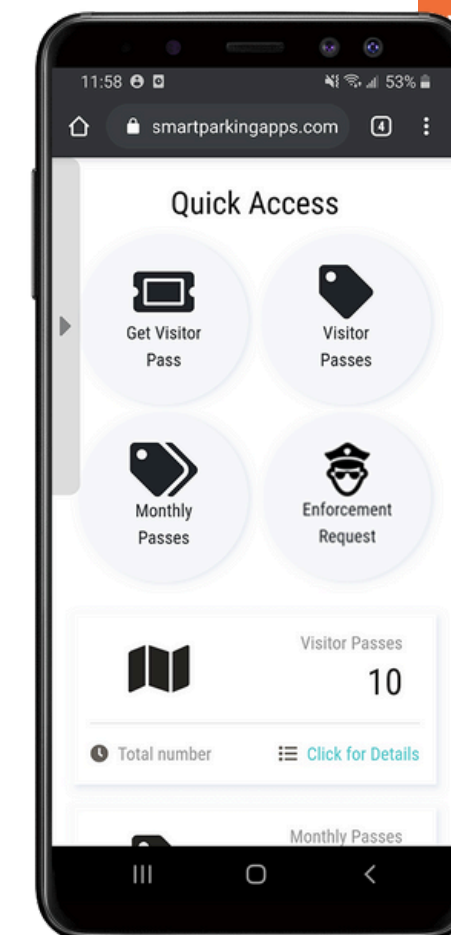 11:58 53%
smartparkingapps.com 4
Quick Access
Get Visitor
Pass
Visitor
Passes
Monthly
Passes
Enforcement
Request
Visitor Passes
10
Total number Click for Details
Monthly Passes